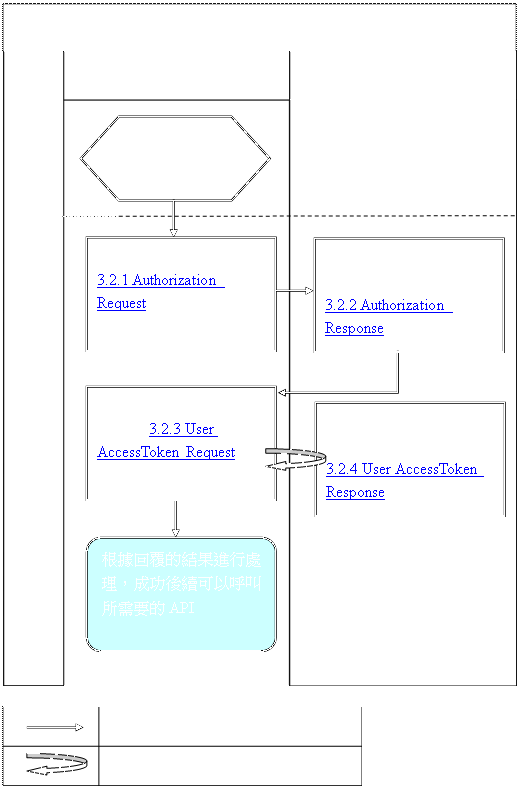 3.2.1 Authorization
Request
3.2.2 Authorization
Response
3.2.3 User
AccessToken Request
3.2.4 User AccessToken
Response
根據回覆的結果進行處
理，成功後續可以呼叫
所需要的 API